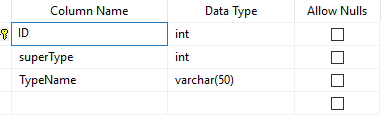 Column Name Data Type Allow Nulls
ID int
superType int
TypeName varchar(50)